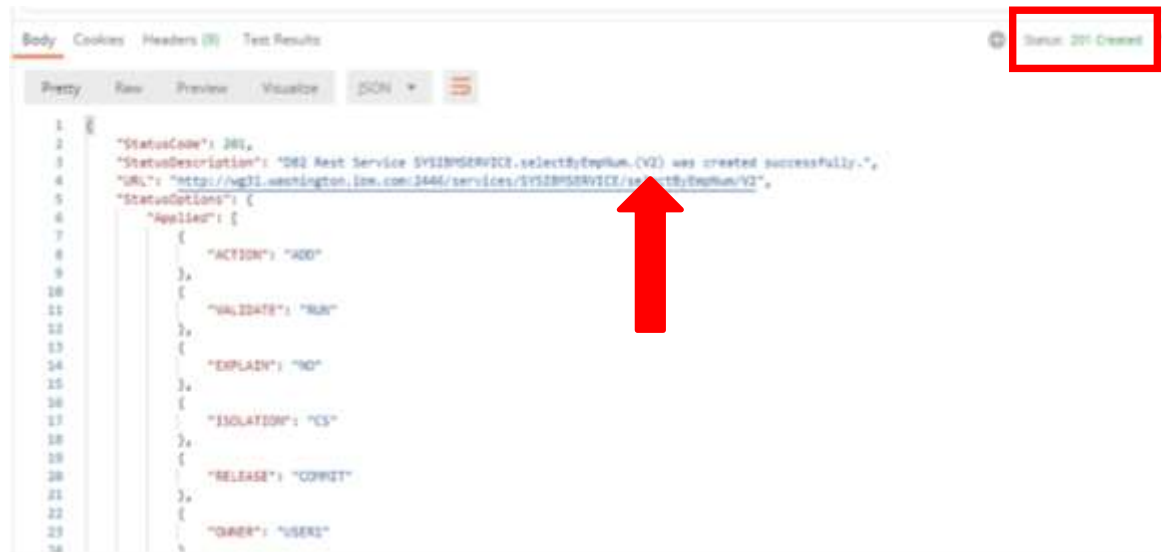 Body Cookies Headers (9) Test Results Status: 201 Created
Pretty Raw Preview Visualize JSON
1 {
2 "StatusCode": 201,
3 "StatusDescription": "DB2 Rest Service SYSIBMSERVICE.selectByEmpNum.(V2) was created successfully.",
4 "URL": "http://wg31.washington.ibm.com:2446/services/SYSIBMSERVICE/selectByEmpNum/V2",
5 "StatusOptions": {
6 "Applied": [
7 {
8 "ACTION": "ADD"
9 },
10 {
11 "VALIDATE": "RUN"
12 },
13 {
14 "EXPLAIN": "NO"
15 },
16 {
17 "ISOLATION": "CS"
18 },
19 {
20 "RELEASE": "COMMIT"
21 },
22 {
23 "OWNER": "USER1"
24 }